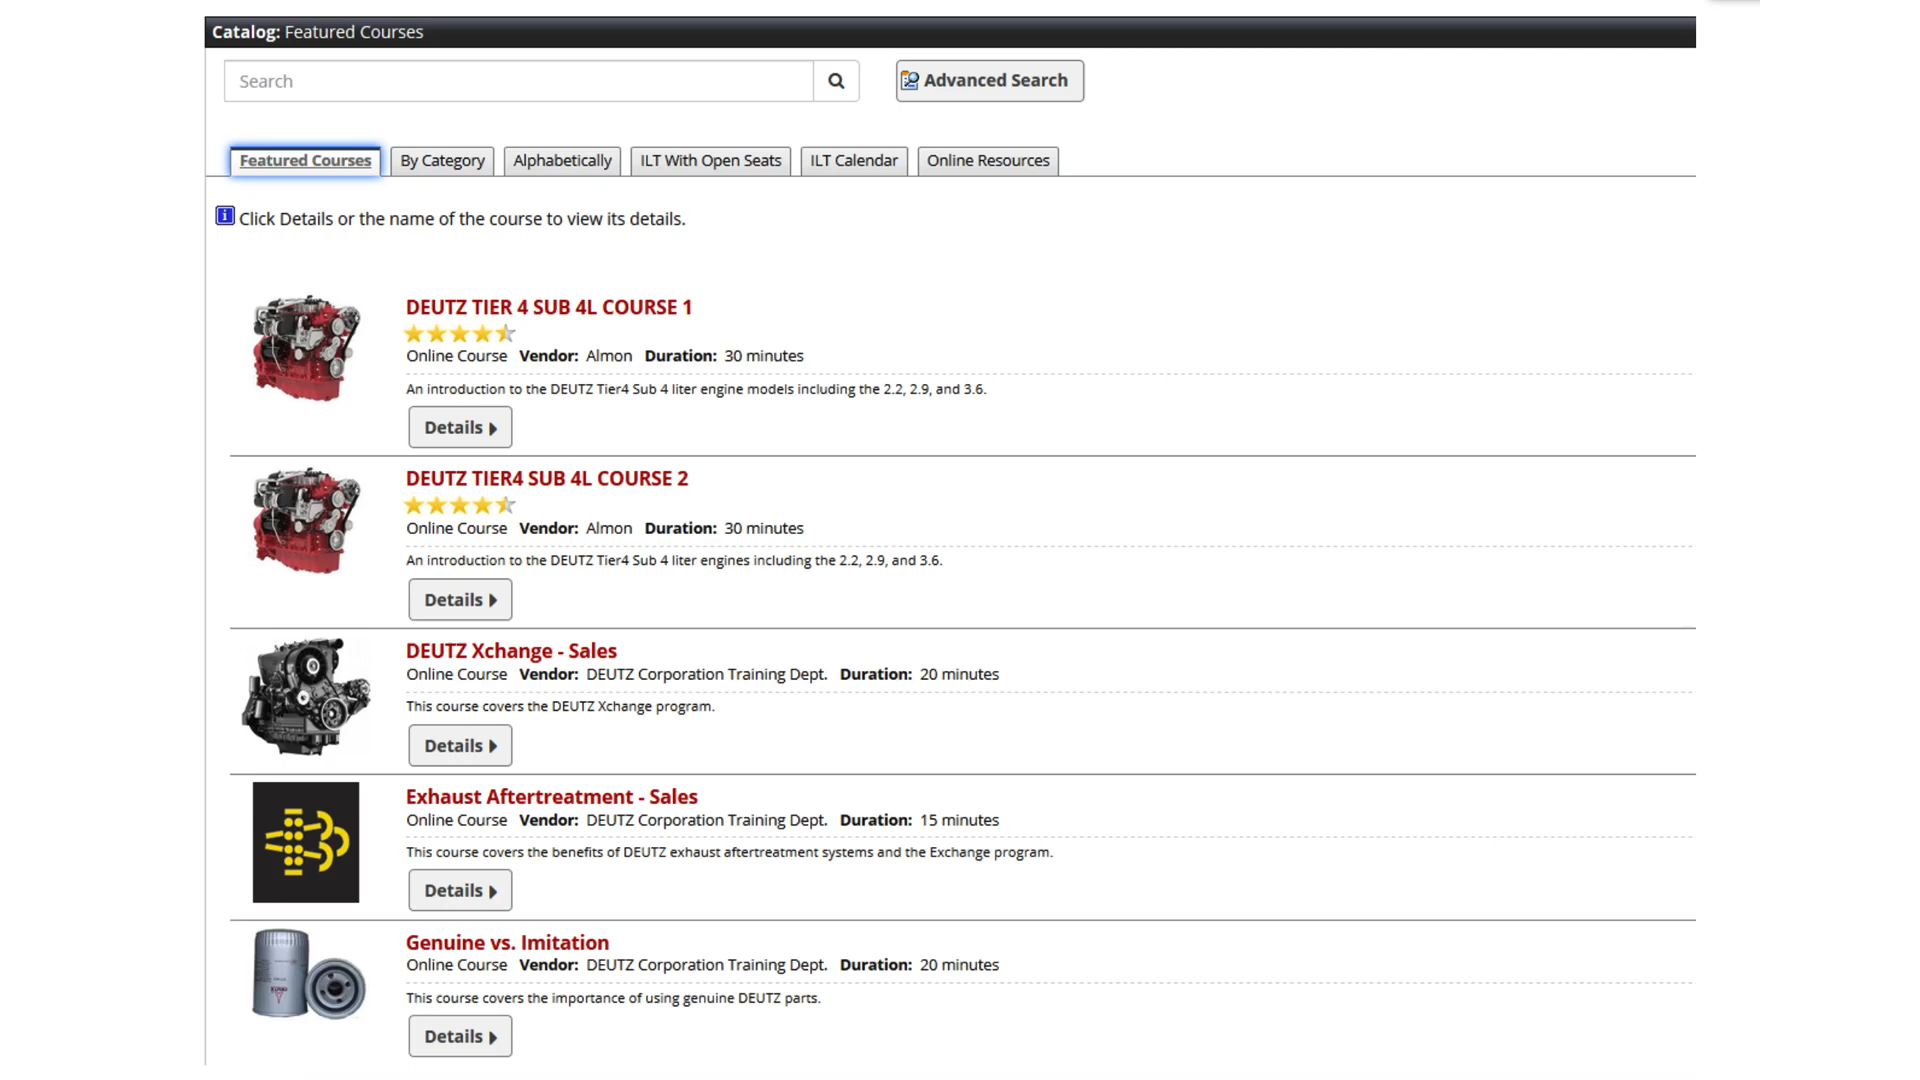 Catalog: Featured Courses
Search
Advanced Search
Featured Courses By Category Alphabetically ILT With Open Seats ILT Calendar Online Resources
i Click Details or the name of the course to view its details.
DEUTZ TIER 4 SUB 4L COURSE 1
Online Course Vendor: Almon Duration: 30 minutes
An introduction to the DEUTZ Tier4 Sub 4 liter engine models including the 2.2, 2.9, and 3.6.
Details
DEUTZ TIER4 SUB 4L COURSE 2
Online Course Vendor: Almon Duration: 30 minutes
An introduction to the DEUTZ Tier4 Sub 4 liter engines including the 2.2, 2.9, and 3.6.
Details
DEUTZ Xchange - Sales
Online Course Vendor: DEUTZ Corporation Training Dept. Duration: 20 minutes
This course covers the DEUTZ Xchange program.
Details
Exhaust Aftertreatment - Sales
Online Course Vendor: DEUTZ Corporation Training Dept. Duration: 15 minutes
This course covers the benefits of DEUTZ exhaust aftertreatment systems and the Exchange program.
Details
Genuine vs. Imitation
Online Course Vendor: DEUTZ Corporation Training Dept. Duration: 20 minutes
This course covers the importance of using genuine DEUTZ parts.
Details